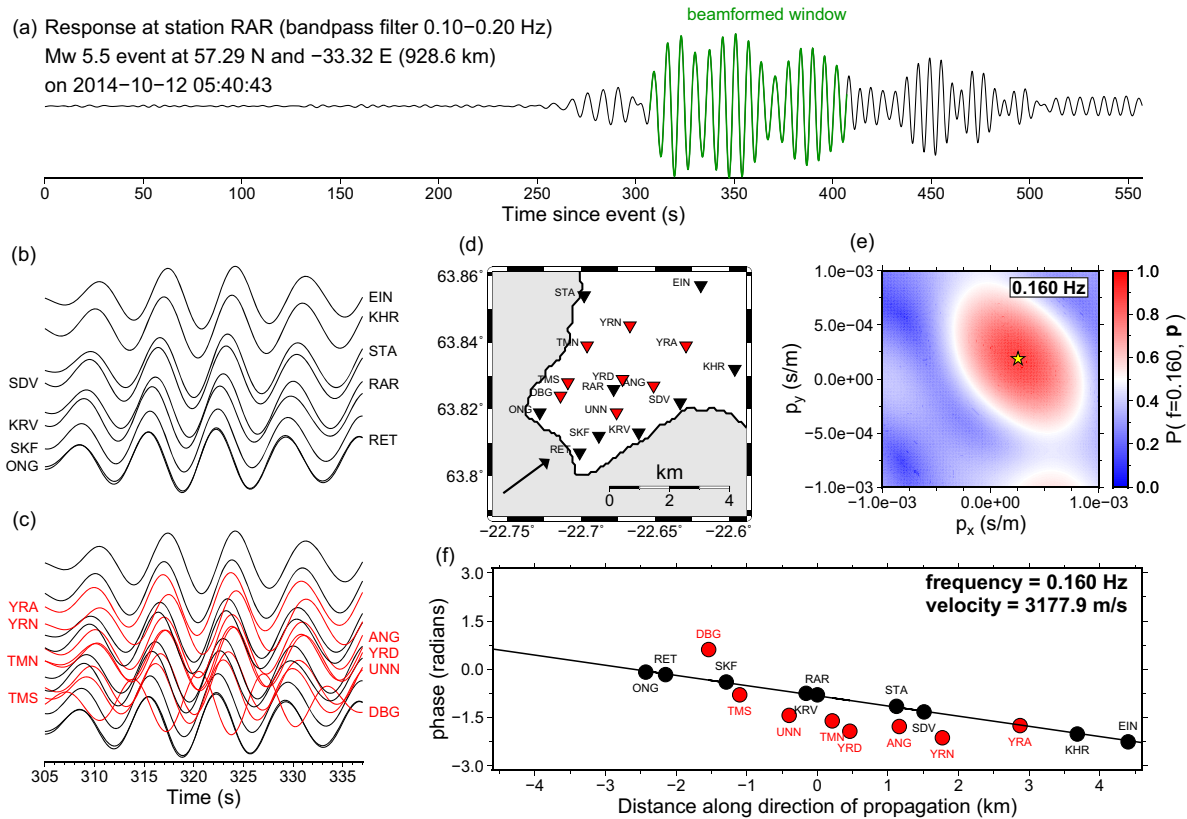 beamformed window
(a) Response at station RAR (bandpass filter 0.10−0.20 Hz)
Mw 5.5 event at 57.29 N and −33.32 E (928.6 km)
on 2014−10−12 05:40:43
0 50 100 150 200 250 300 350 400 450 500 550
Time since event (s)
(b)
EIN
KHR
STA
SDV
RAR
KRV
SKF
RET
ONG
(c)
YRA
YRN
ANG
YRD
TMN
UNN
TMS
DBG
305 310 315 320 325 330 335
Time (s)
(d)
63.86˚
63.84˚
63.82˚
63.8˚
STA
EIN
YRN
TMN
YRA
KHR
TMS
YRD
ANG
RAR
DBG
SDV
ONG
UNN
SKF
KRV
RET
km
0 2 4
−22.75˚ −22.7˚ −22.65˚ −22.6˚
(e)
1.0e−03
5.0e−04
0.0e+00
−5.0e−04
−1.0e−03
p_y (s/m)
0.160 Hz
−1.0e−03 0.0e+00 1.0e−03
p_x (s/m)
1.0
0.8
0.6
0.4
0.2
0.0
P( f=0.160, p)
(f)
3.0
1.5
0.0
−1.5
−3.0
phase (radians)
frequency = 0.160 Hz
velocity = 3177.9 m/s
DBG
RET
SKF
ONG
RAR
STA
TMS
KRV
UNN
TMN
YRD
ANG
SDV
YRN
YRA
KHR
EIN
−4 −3 −2 −1 0 1 2 3 4
Distance along direction of propagation (km)